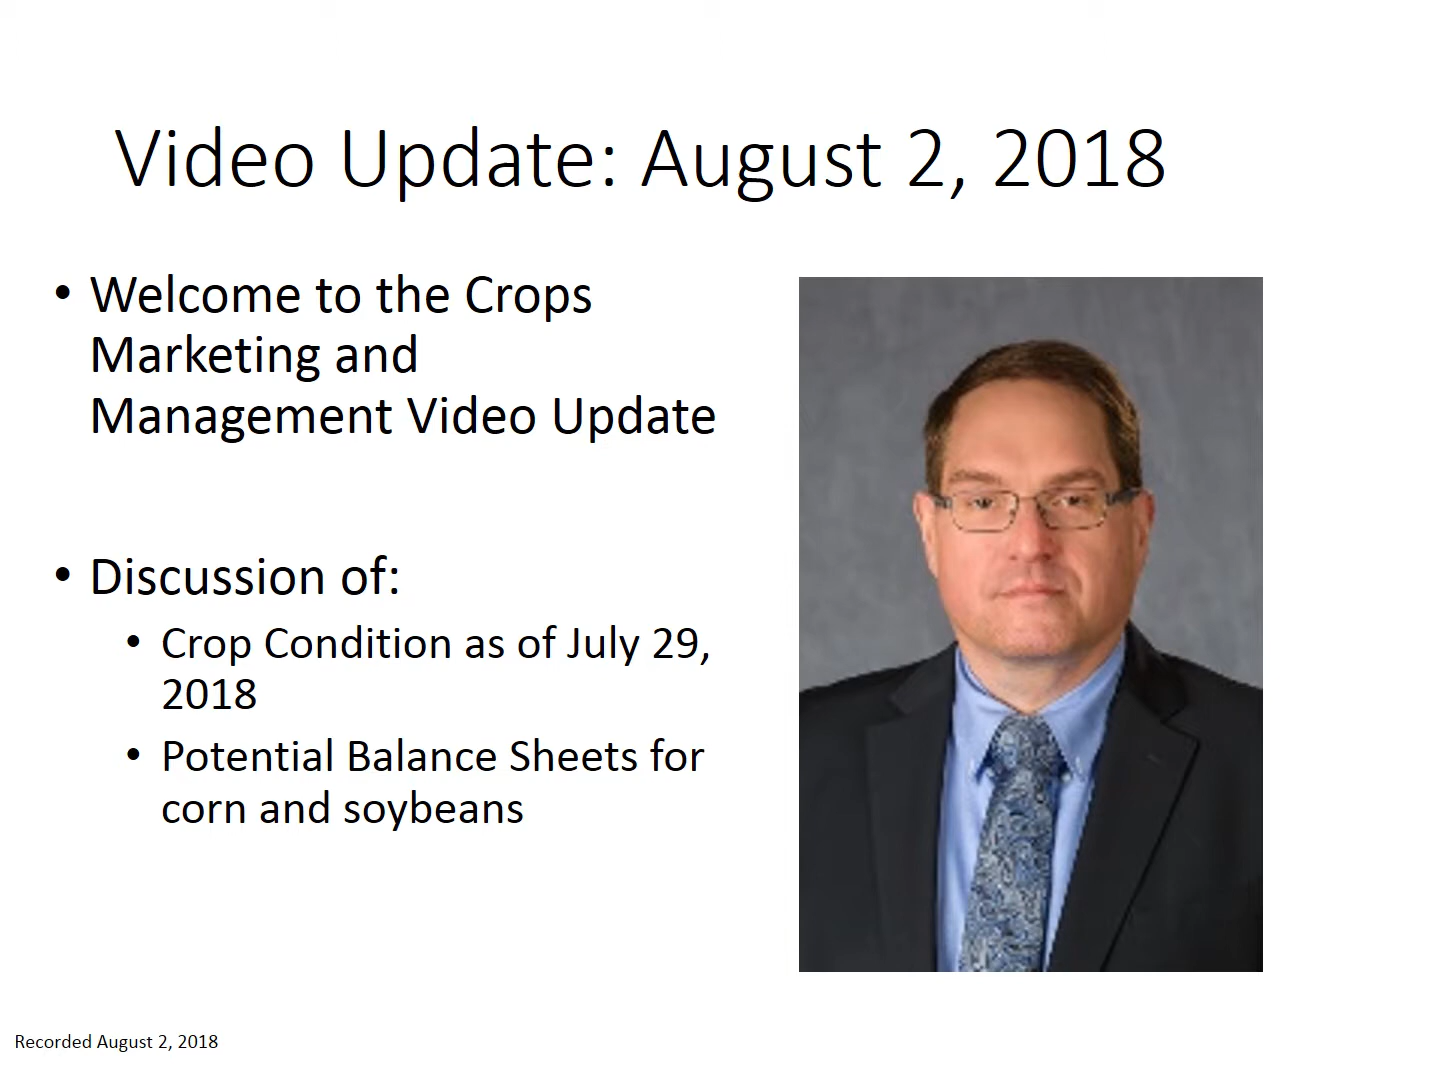 Video Update: August 2, 2018
• Welcome to the Crops
Marketing and
Management Video Update
• Discussion of:
• Crop Condition as of July 29,
2018
• Potential Balance Sheets for
corn and soybeans
Recorded August 2, 2018